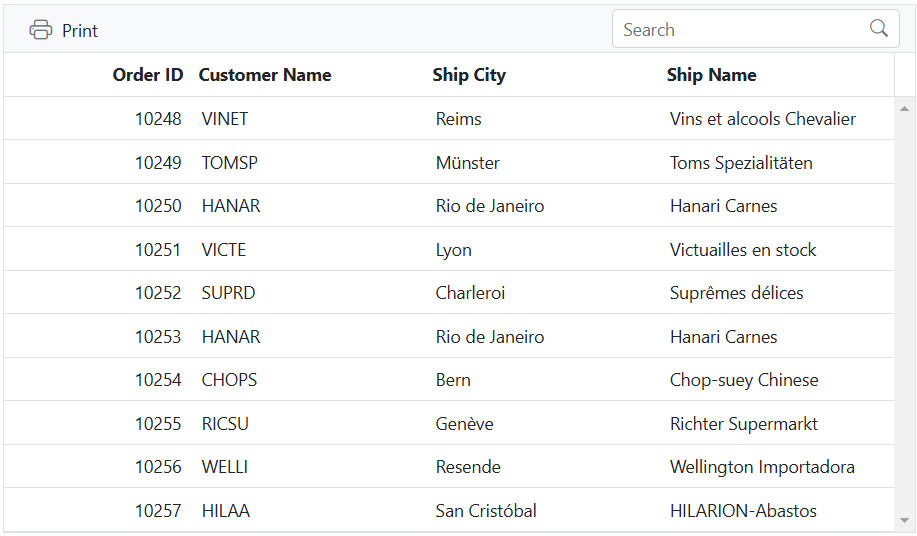 Print Search
Order ID Customer Name Ship City Ship Name
10248 VINET Reims Vins et alcools Chevalier
10249 TOMSP Münster Toms Spezialitäten
10250 HANAR Rio de Janeiro Hanari Carnes
10251 VICTE Lyon Victuailles en stock
10252 SUPRD Charleroi Suprêmes délices
10253 HANAR Rio de Janeiro Hanari Carnes
10254 CHOPS Bern Chop-suey Chinese
10255 RICSU Genève Richter Supermarkt
10256 WELLI Resende Wellington Importadora
10257 HILAA San Cristóbal HILARION-Abastos